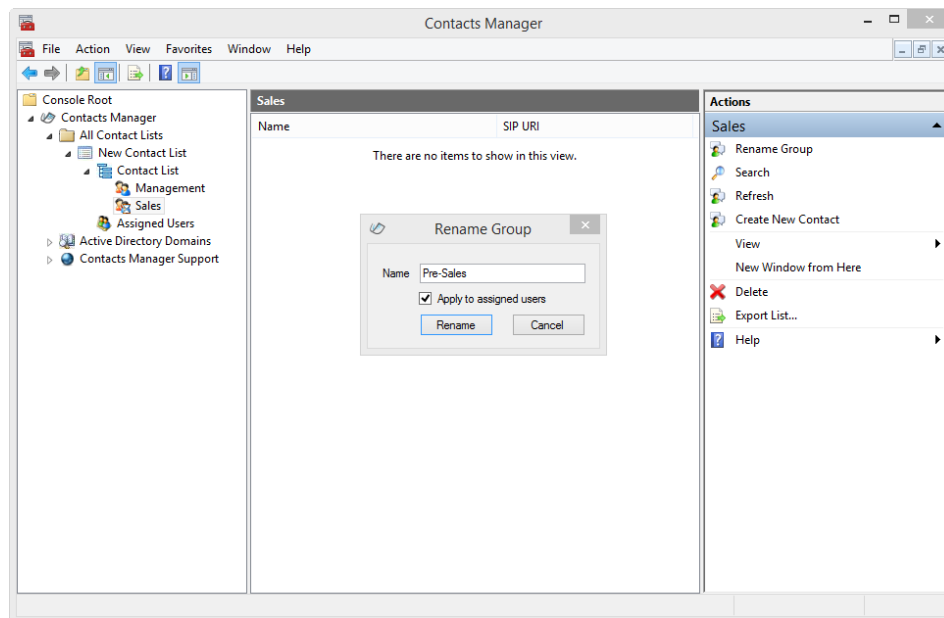 Contacts Manager
File Action View Favorites Window Help
Console Root
Contacts Manager
All Contact Lists
New Contact List
Contact List
Management
Sales
Assigned Users
Active Directory Domains
Contacts Manager Support
Sales
Name SIP URI
There are no items to show in this view.
Rename Group
Name Pre-Sales
Apply to assigned users
Rename Cancel
Actions
Sales
Rename Group
Search
Refresh
Create New Contact
View
New Window from Here
Delete
Export List...
Help